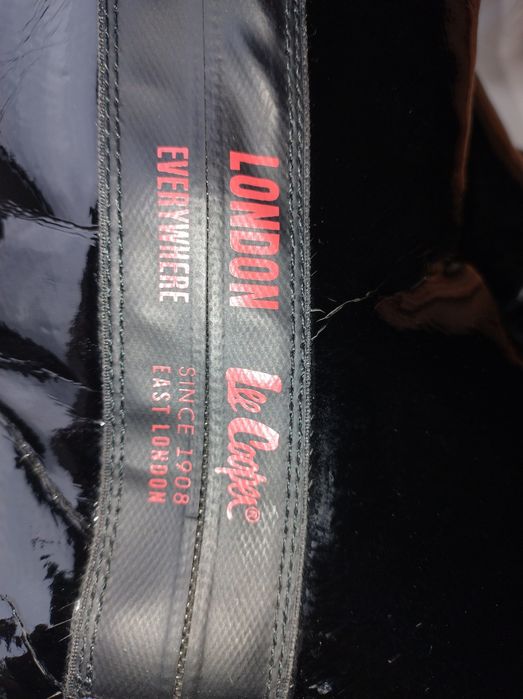 LONDON
EVERYWHERE
Lee Cooper®
SINCE 1908
EAST LONDON